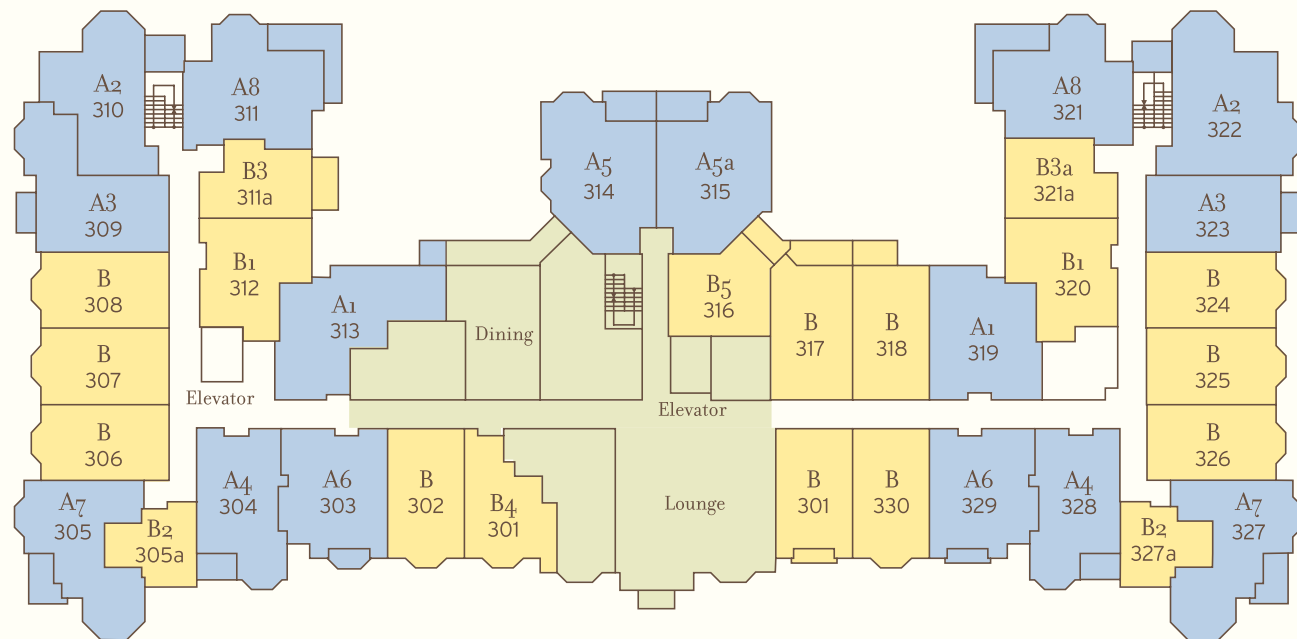 A2
310
A8
311
A8
321
A2
322
A5
314
A5a
315
B3
311a
B3a
321a
A3
309
A3
323
B1
312
B1
320
B
308
B
324
B5
316
A1
313
Dining
B
317
B
318
A1
319
B
307
B
325
Elevator
Elevator
B
306
B
326
A4
304
A6
303
B
302
B4
301
Lounge
B
301
B
330
A6
329
A4
328
A7
305
A7
327
B2
305a
B2
327a